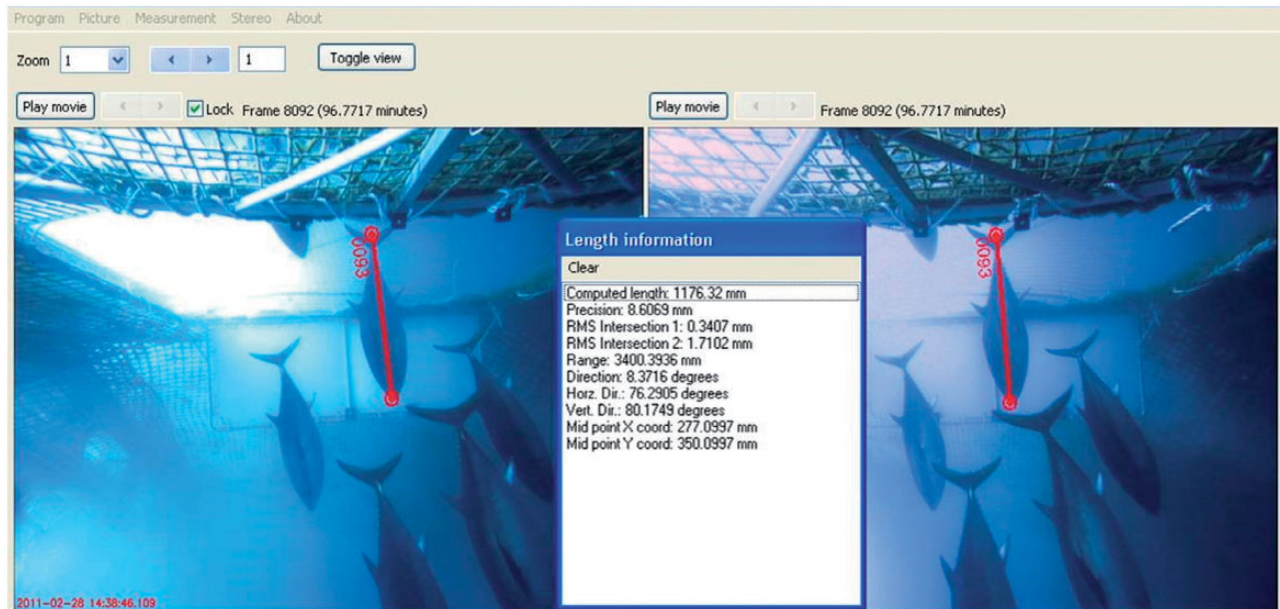 Program Picture Measurement Stereo About
Zoom 1 1 Toggle view
Play movie Lock Frame 8092 (96.7717 minutes)
Play movie Frame 8092 (96.7717 minutes)
0093
0093
Length information
Clear
Computed length: 1176.32 mm
Precision: 8.6069 mm
RMS Intersection 1: 0.3407 mm
RMS Intersection 2: 1.7102 mm
Range: 3400.3936 mm
Direction: 8.3716 degrees
Horz. Dir.: 76.2905 degrees
Vert. Dir.: 80.1749 degrees
Mid point X coord: 277.0997 mm
Mid point Y coord: 350.0997 mm
2011-02-28 14:38:46.109